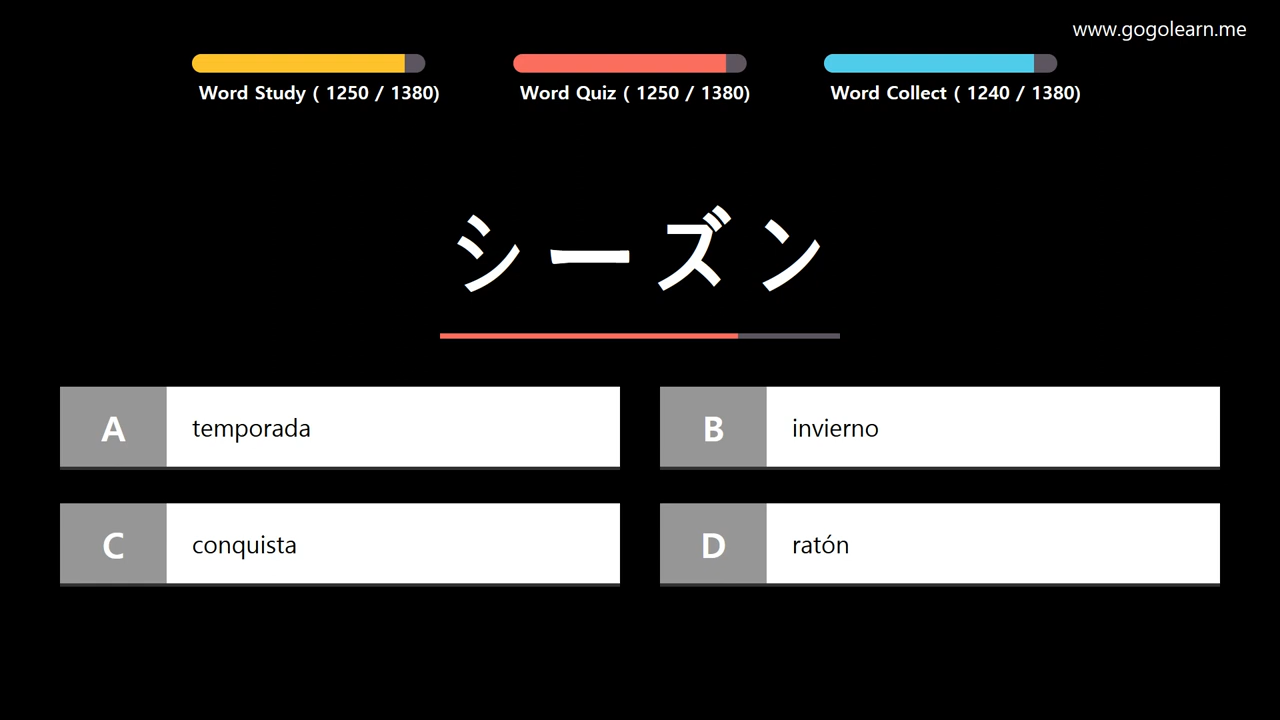 www.gogolearn.me
Word Study ( 1250 / 1380)
Word Quiz ( 1250 / 1380)
Word Collect ( 1240 / 1380)
シーズン
A temporada
B invierno
C conquista
D ratón